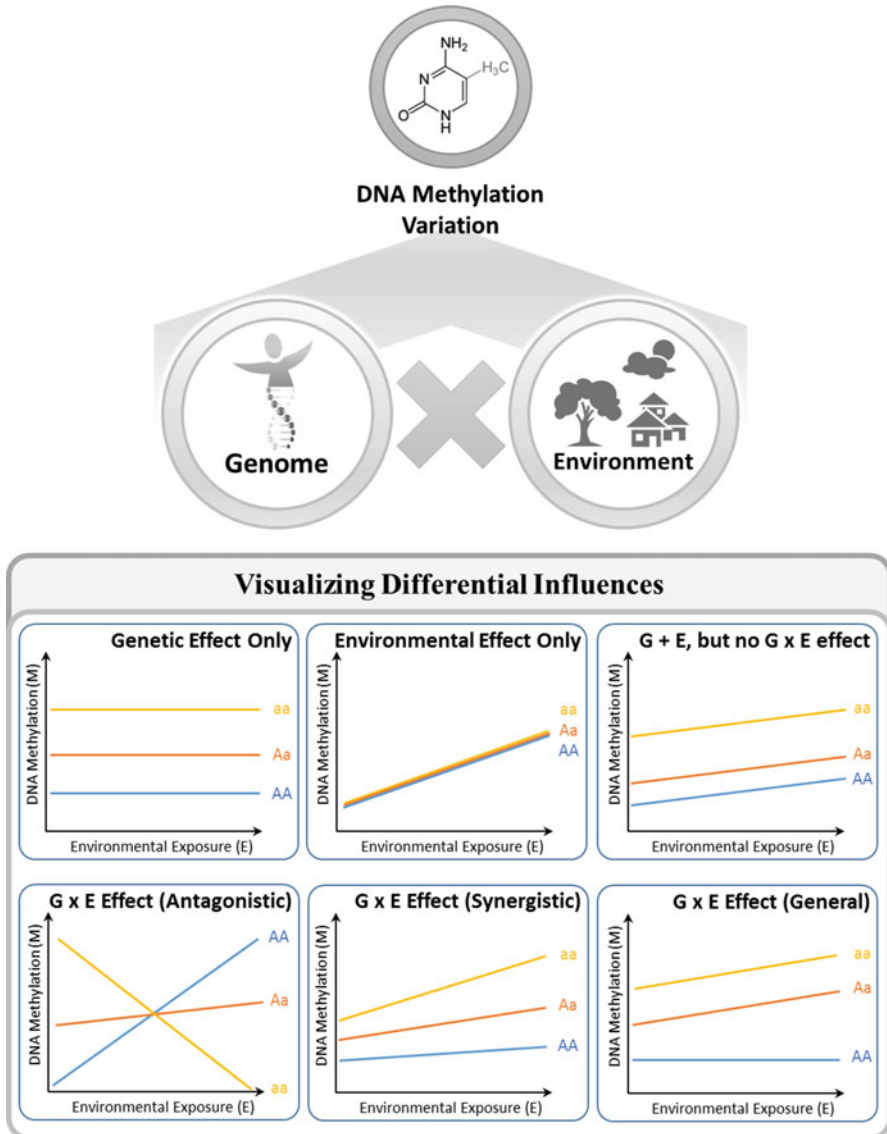 NH₂
H₃C
N
O
N
H
DNA Methylation
Variation
Genome
Environment
Visualizing Differential Influences
Genetic Effect Only
DNA Methylation (M)
aa
Aa
AA
Environmental Exposure (E)
Environmental Effect Only
DNA Methylation (M)
aa
Aa
AA
Environmental Exposure (E)
G + E, but no G x E effect
DNA Methylation (M)
aa
Aa
AA
Environmental Exposure (E)
G x E Effect (Antagonistic)
DNA Methylation (M)
AA
Aa
aa
Environmental Exposure (E)
G x E Effect (Synergistic)
DNA Methylation (M)
aa
Aa
AA
Environmental Exposure (E)
G x E Effect (General)
DNA Methylation (M)
aa
Aa
AA
Environmental Exposure (E)